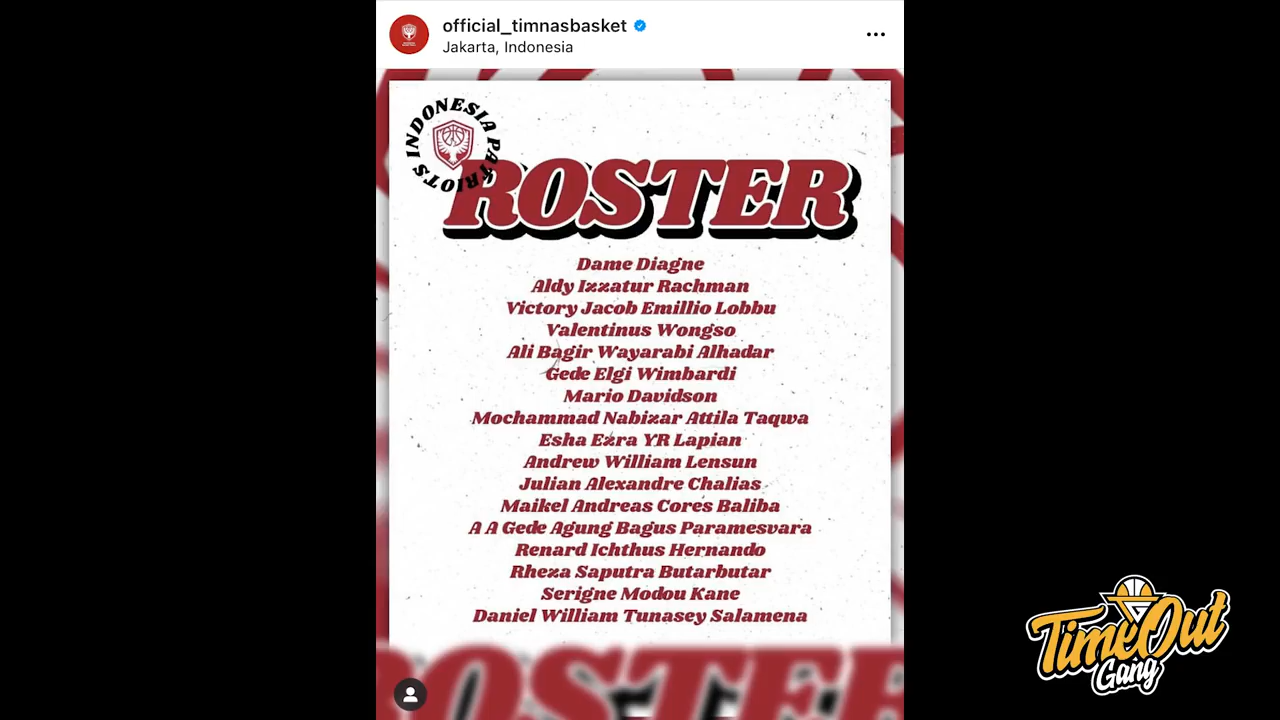 official_timnasbasket
Jakarta, Indonesia
INDONESIA PATRIOTS
ROSTER
Dame Diagne
Aldy Izzatur Rachman
Victory Jacob Emillio Lobbu
Valentinus Wongso
Ali Bagir Wayarabi Alhadar
Gede Elgi Wimbardi
Mario Davidson
Mochammad Nabizar Attila Taqwa
Esha Ezra YR Lapian
Andrew William Lensun
Julian Alexandre Chalias
Maikel Andreas Cores Baliba
A A Gede Agung Bagus Paramesvara
Renard Ichthus Hernando
Rheza Saputra Butarbutar
Serigne Modou Kane
Daniel William Tunasey Salamena
ROSTER
TimeOut
Gang